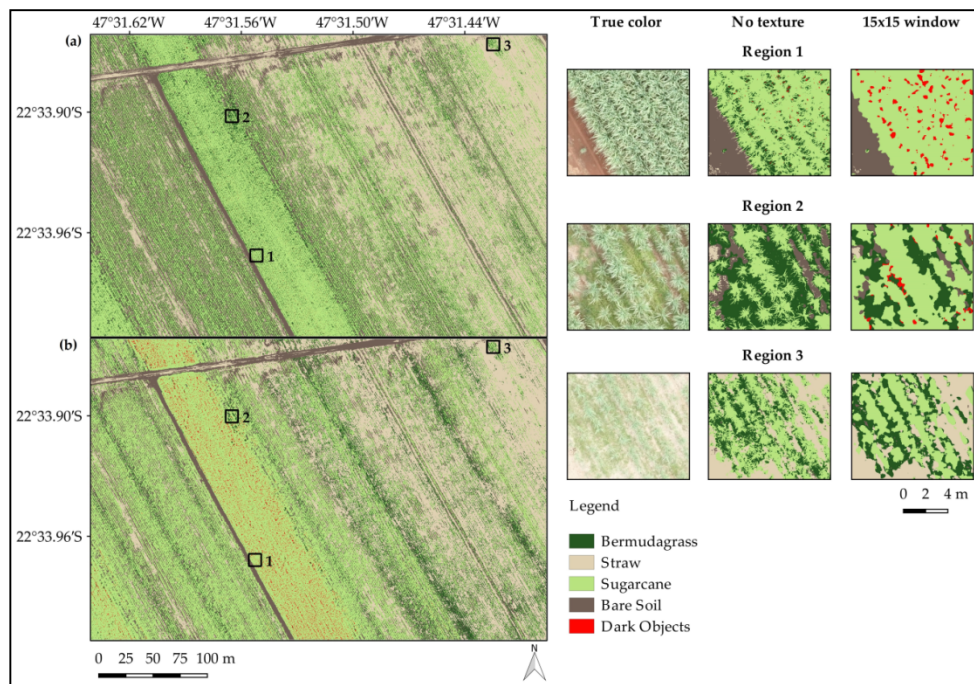 47°31.62'W 47°31.56'W 47°31.50'W 47°31.44'W
(a)
3
22°33.90'S
2
22°33.96'S
1
(b)
3
22°33.90'S
2
22°33.96'S
1
0 25 50 75 100 m
N
True color No texture 15x15 window
Region 1
Region 2
Region 3
0 2 4 m
Legend
Bermudagrass
Straw
Sugarcane
Bare Soil
Dark Objects